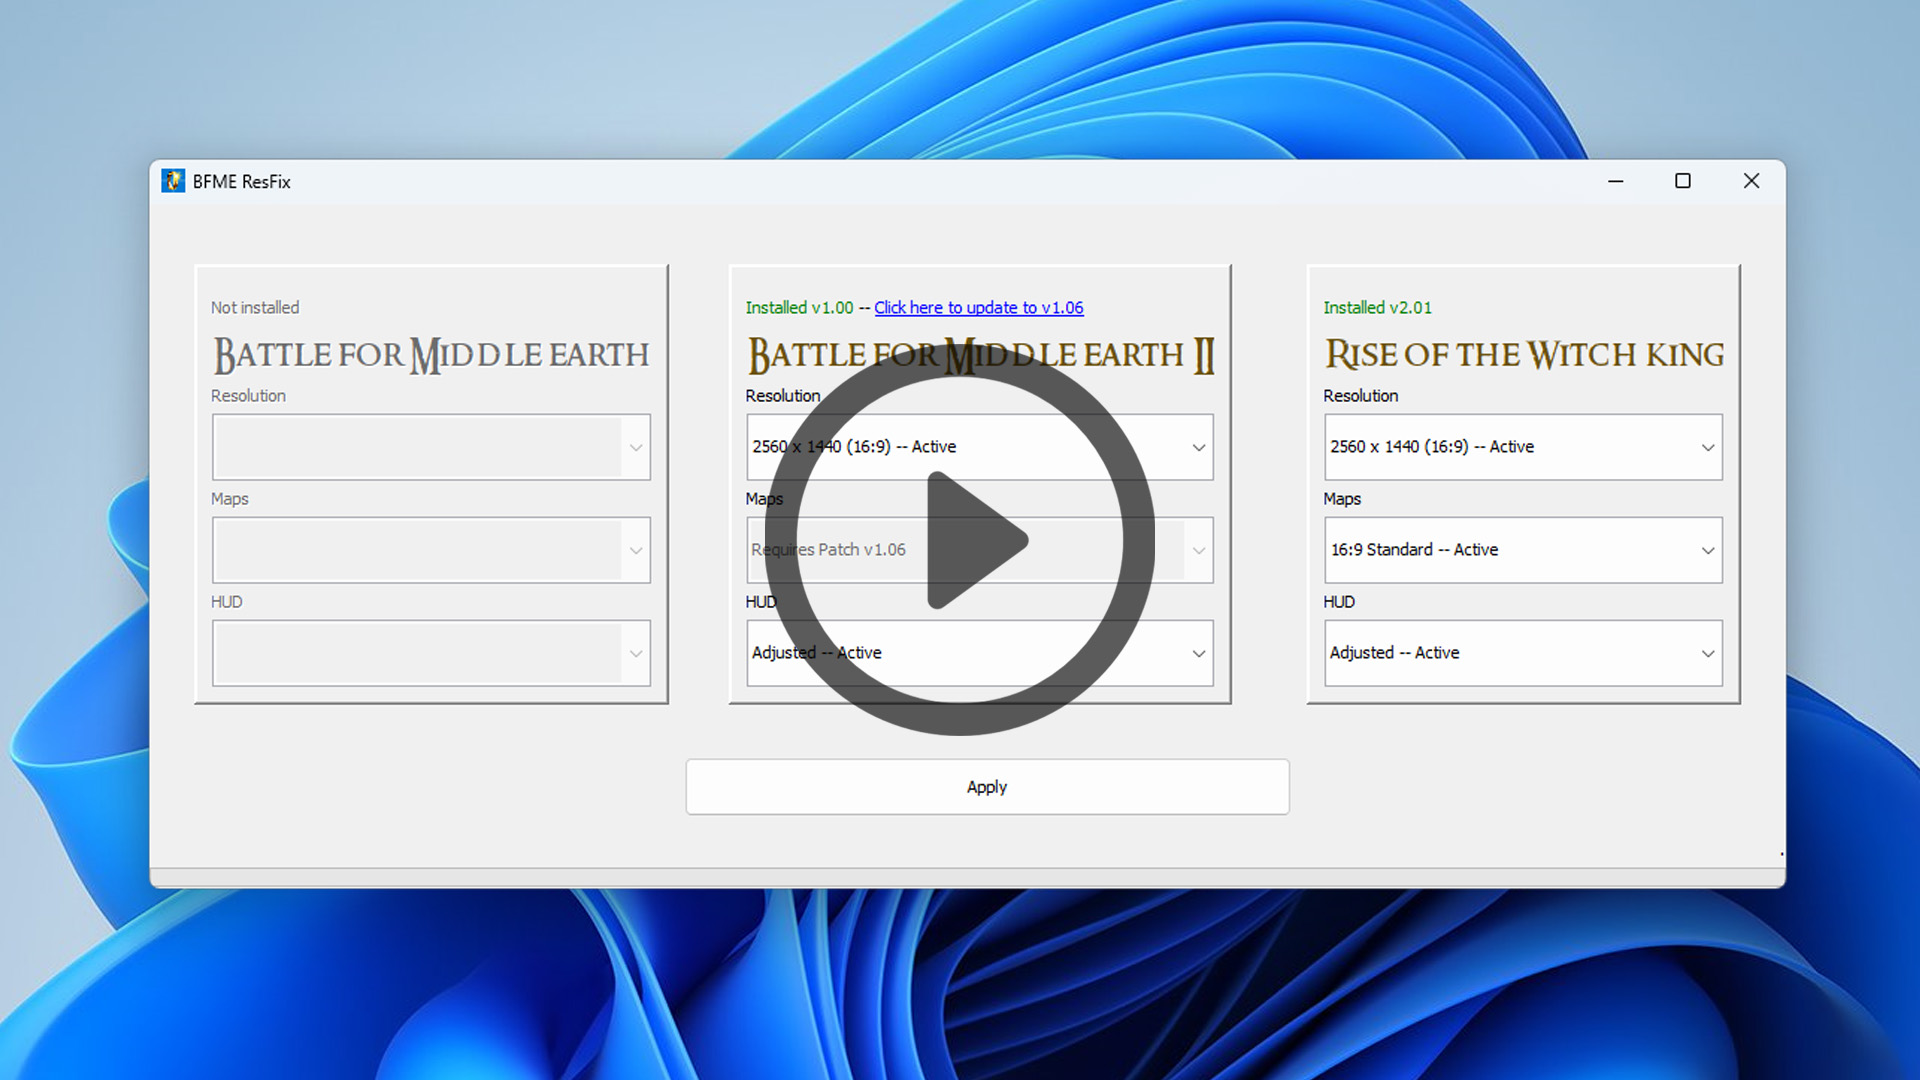 BFME ResFix
Not installed
BATTLE FOR MIDDLE EARTH
Resolution
Maps
HUD
Installed v1.00 -- Click here to update to v1.06
BATTLE FOR MIDDLE EARTH II
Resolution
2560 x 1440 (16:9) -- Active
Maps
Requires Patch v1.06
HUD
Adjusted -- Active
Installed v2.01
RISE OF THE WITCH KING
Resolution
2560 x 1440 (16:9) -- Active
Maps
16:9 Standard -- Active
HUD
Adjusted -- Active
Apply